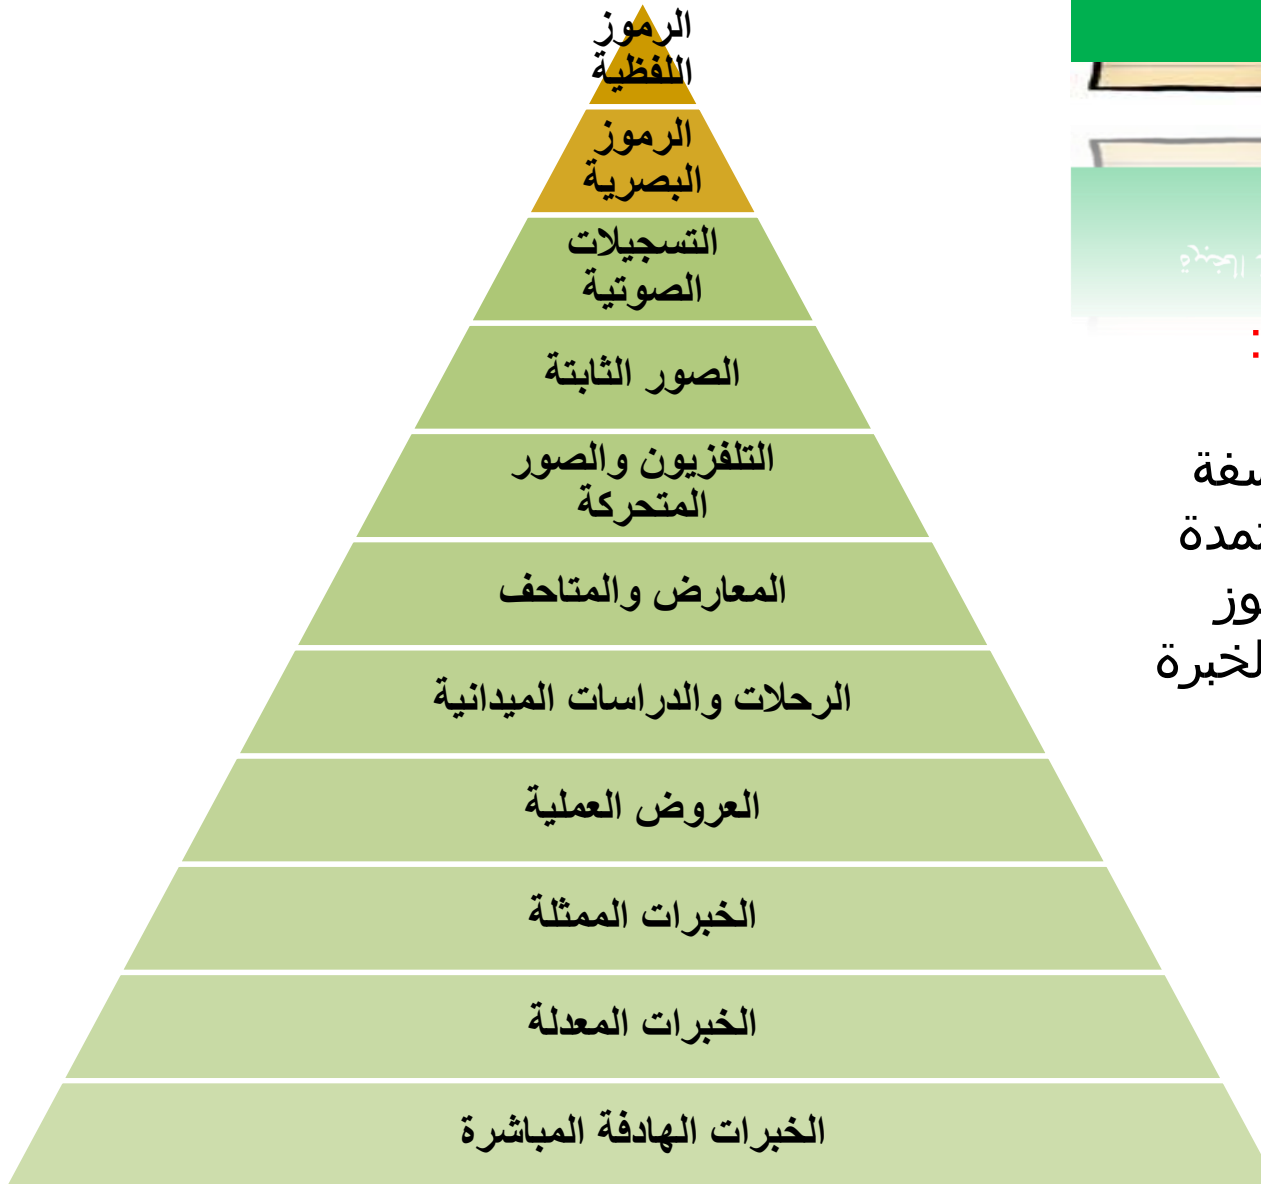 الرموز
اللفظية
الرموز
البصرية
التسجيلات
الصوتية
الصور الثابتة
التلفزيون والصور
المتحركة
المعارض والمتاحف
الرحلات والدراسات الميدانية
العروض العملية
الخبرات الممثلة
الخبرات المعدلة
الخبرات الهادفة المباشرة
: